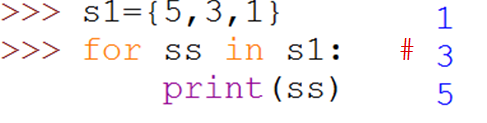 >>> s1={5,3,1}
>>> for ss in s1:
        print(ss)
#
1
3
5